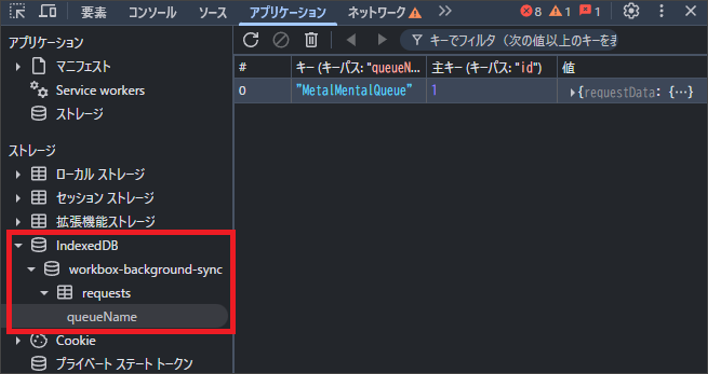 要素 コンソール ソース アプリケーション ネットワーク 8 1 1
アプリケーション
マニフェスト
Service workers
ストレージ
ストレージ
ローカル ストレージ
セッション ストレージ
拡張機能ストレージ
IndexedDB
workbox-background-sync
requests
queueName
Cookie
プライベート ステート トークン
キーでフィルタ (次の値以上のキーを表
# キー (キーパス: "queueN... 主キー (キーパス: "id") 値
0 "MetalMentalQueue" 1 {requestData: {…}